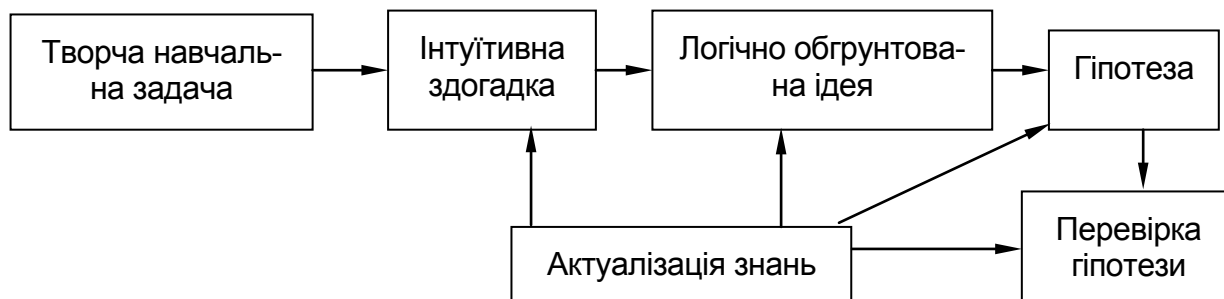 Творча навчаль-
на задача
Інтуїтивна
здогадка
Логічно обгрунтова-
на ідея
Гіпотеза
Актуалізація знань
Перевірка
гіпотези